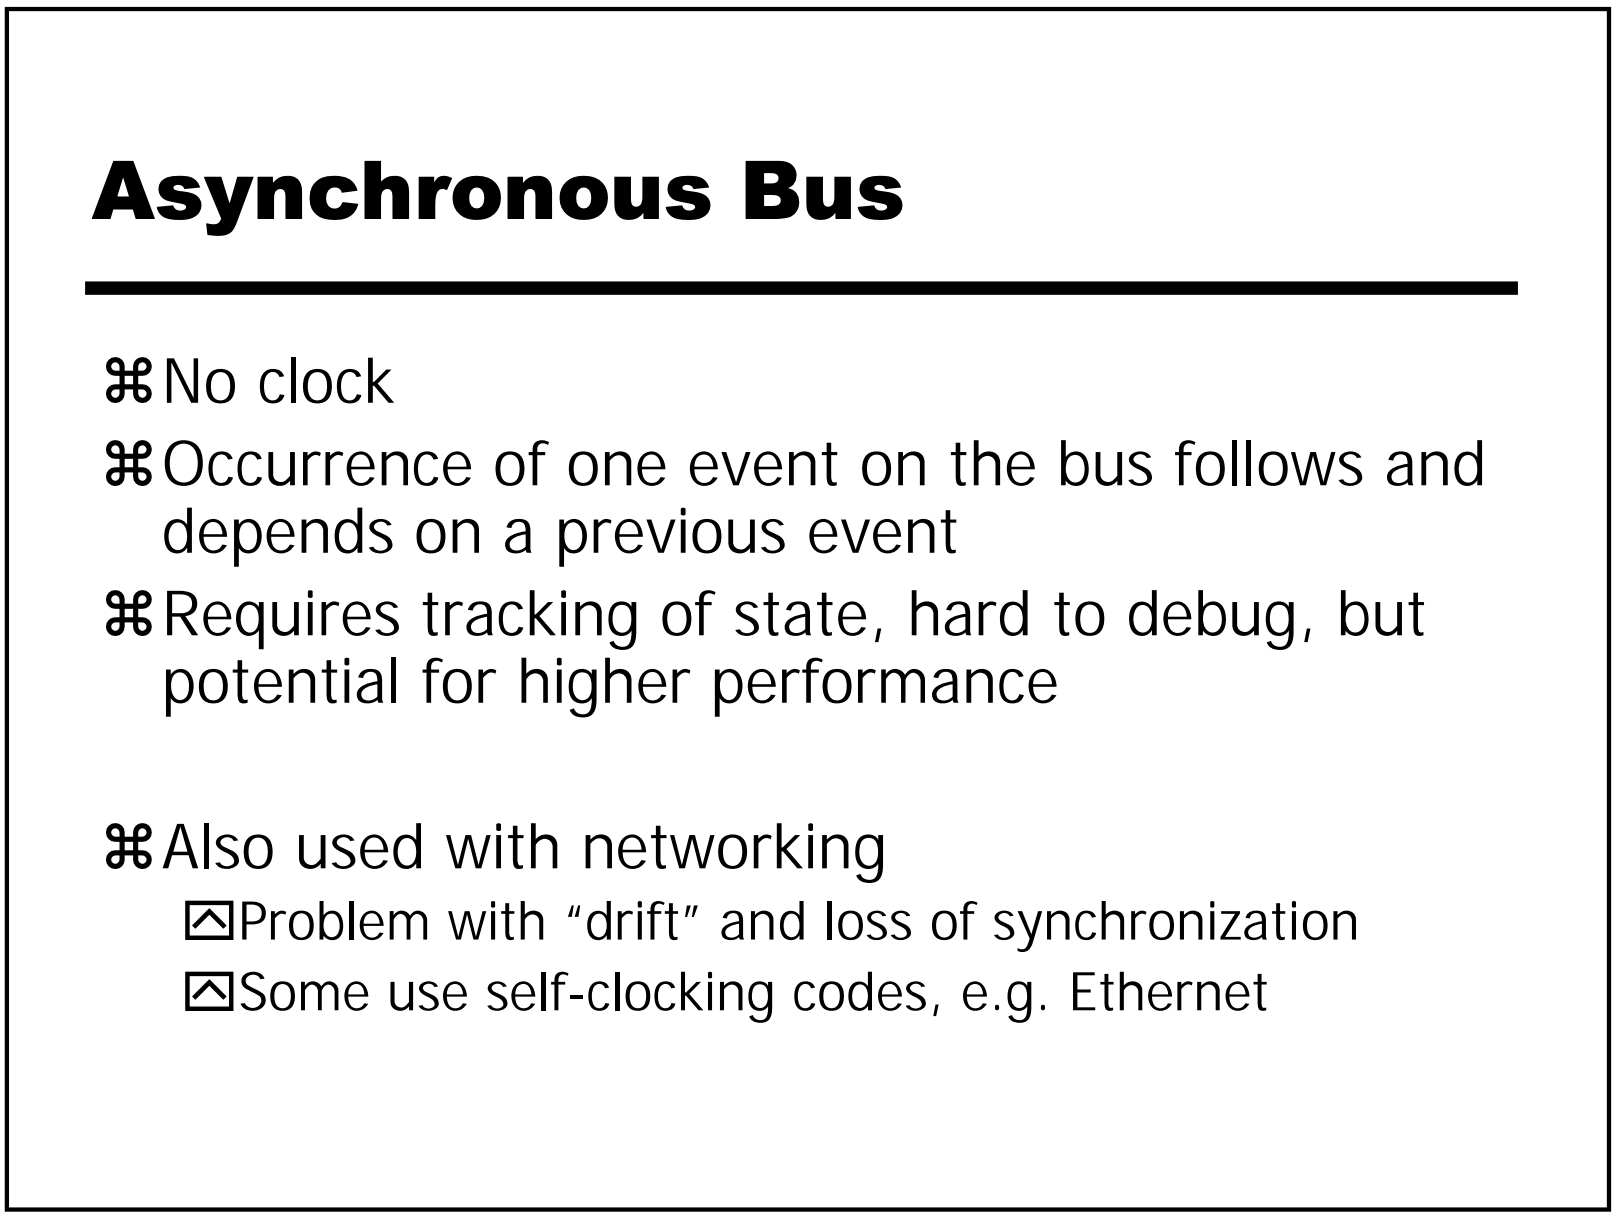 Asynchronous Bus
⌘No clock
⌘Occurrence of one event on the bus follows and
depends on a previous event
⌘Requires tracking of state, hard to debug, but
potential for higher performance
⌘Also used with networking
Problem with “drift” and loss of synchronization
Some use self-clocking codes, e.g. Ethernet